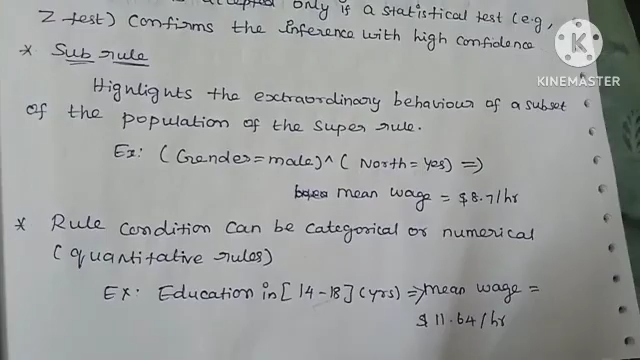 accepted only if a statistical test (e.g,
Z test) Confirms the inference with high confidence
* Sub rule
Highlights the extraordinary behaviour of a subset
of the population of the super rule.
Ex: (Gender = male) ^ (North = yes) =>
mean wage = $8.7/hr
* Rule condition can be categorical or numerical
(quantitative rules)
EX: Education in [14-18] (yrs) => mean wage =
$11.64/hr
KINEMASTER